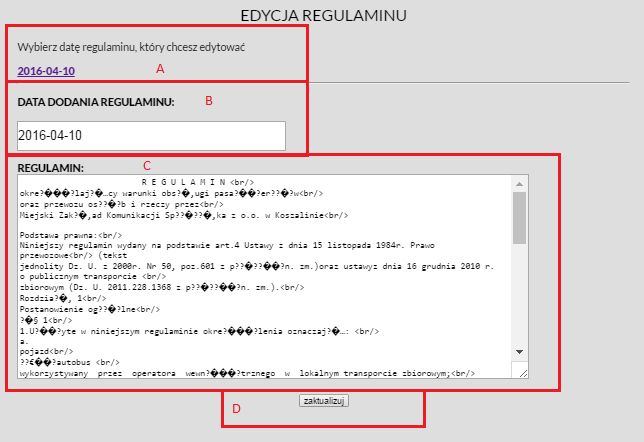 EDYCJA REGULAMINU
Wybierz datę regulaminu, który chcesz edytować
2016-04-10 A
DATA DODANIA REGULAMINU: B
2016-04-10
REGULAMIN: C
R E G U L A M I N <br/>
okre?���?laj?�…cy warunki obs?�‚ugi pasa?��?er??�?w<br/>
oraz przewozu os??�?b i rzeczy przez<br/>
Miejski Zak?�‚ad Komunikacji Sp??�??�‚ka z o.o. w Koszalinie<br/>
Podstawa prawna:<br/>
Niniejszy regulamin wydany na podstawie art.4 Ustawy z dnia 15 listopada 1984r. Prawo
przewozowe<br/> (tekst
jednolity Dz. U. z 2000r. Nr 50, poz.601 z p??�?��?n. zm.)oraz ustawyz dnia 16 grudnia 2010 r.
o publicznym transporcie <br/>
zbiorowym (Dz. U. 2011.228.1368 z p??�?��?n. zm.).<br/>
Rozdzia?�‚ 1<br/>
Postanowienie og??�?lne<br/>
?�§ 1<br/>
1.U?��?yte w niniejszym regulaminie okre?���?lenia oznaczaj?�…: <br/>
a.
pojazd<br/>
??€��?autobus <br/>
wykorzystywany przez operatora wewn?���?trznego w lokalnym transporcie zbiorowym;<br/>
zaktualizuj
D